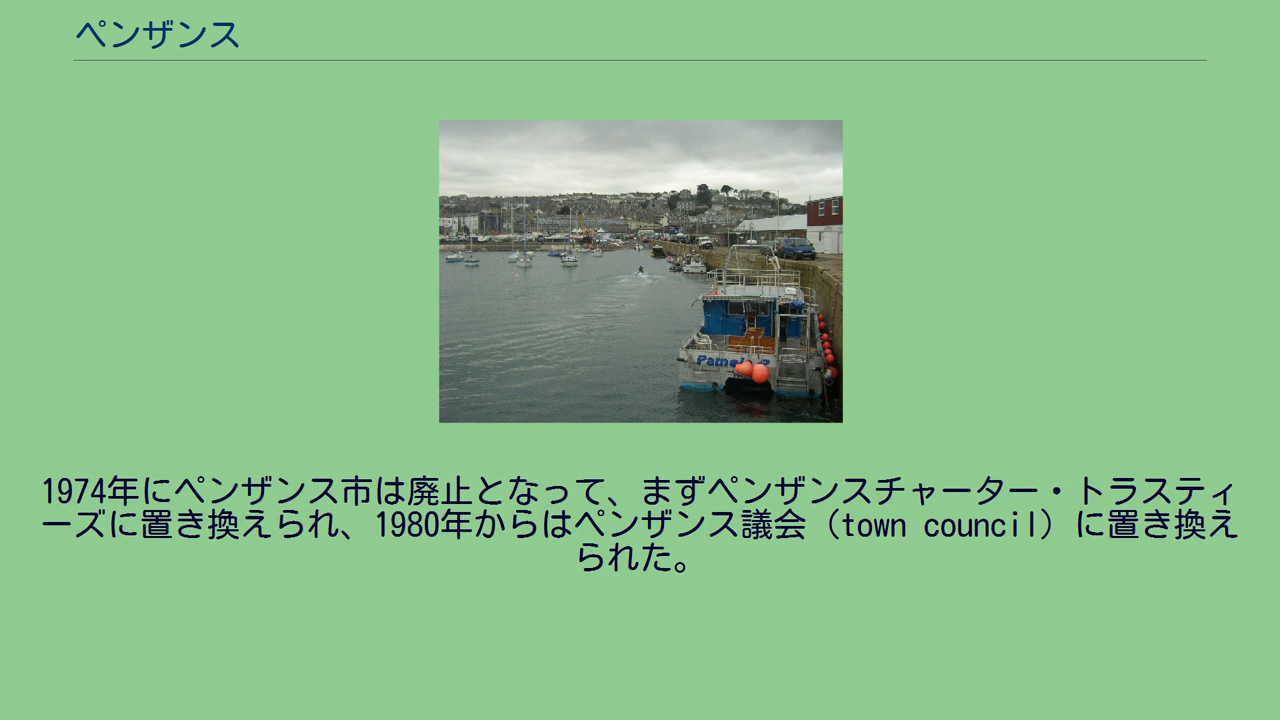 ペンザンス
1974年にペンザンス市は廃止となって、まずペンザンスチャーター・トラスティ
ーズに置き換えられ、1980年からはペンザンス議会（town council）に置き換え
られた。